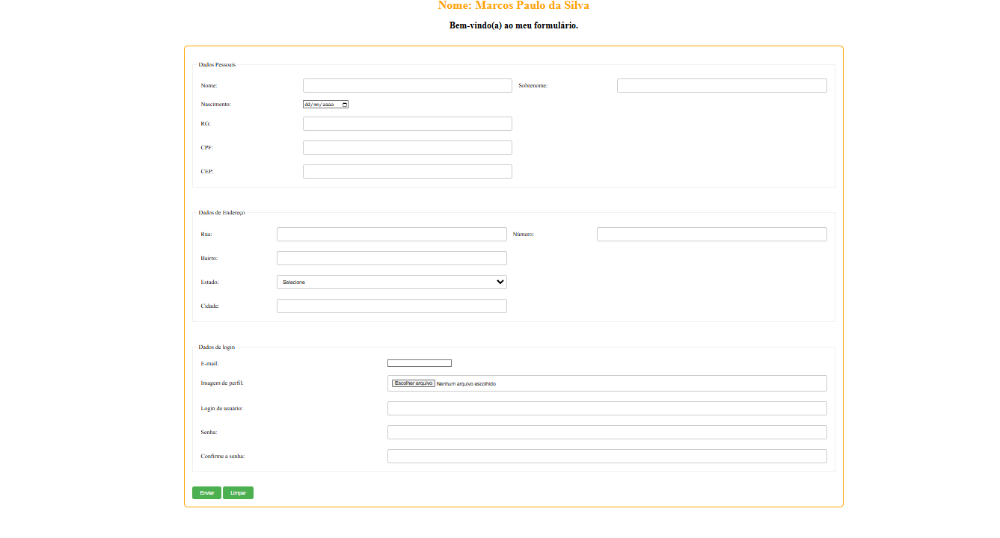 Nome: Marcos Paulo da Silva
Bem-vindo(a) ao meu formulário.
Dados Pessoais
Nome: Sobrenome:
Nascimento: dd/mm/aaaa
RG:
CPF:
CEP:
Dados de Endereço
Rua: Número:
Bairro:
Estado: Selecione
Cidade:
Dados de login
E-mail:
Imagem de perfil: Escolher arquivo Nenhum arquivo escolhido
Login de usuário:
Senha:
Confirme a senha:
Enviar Limpar